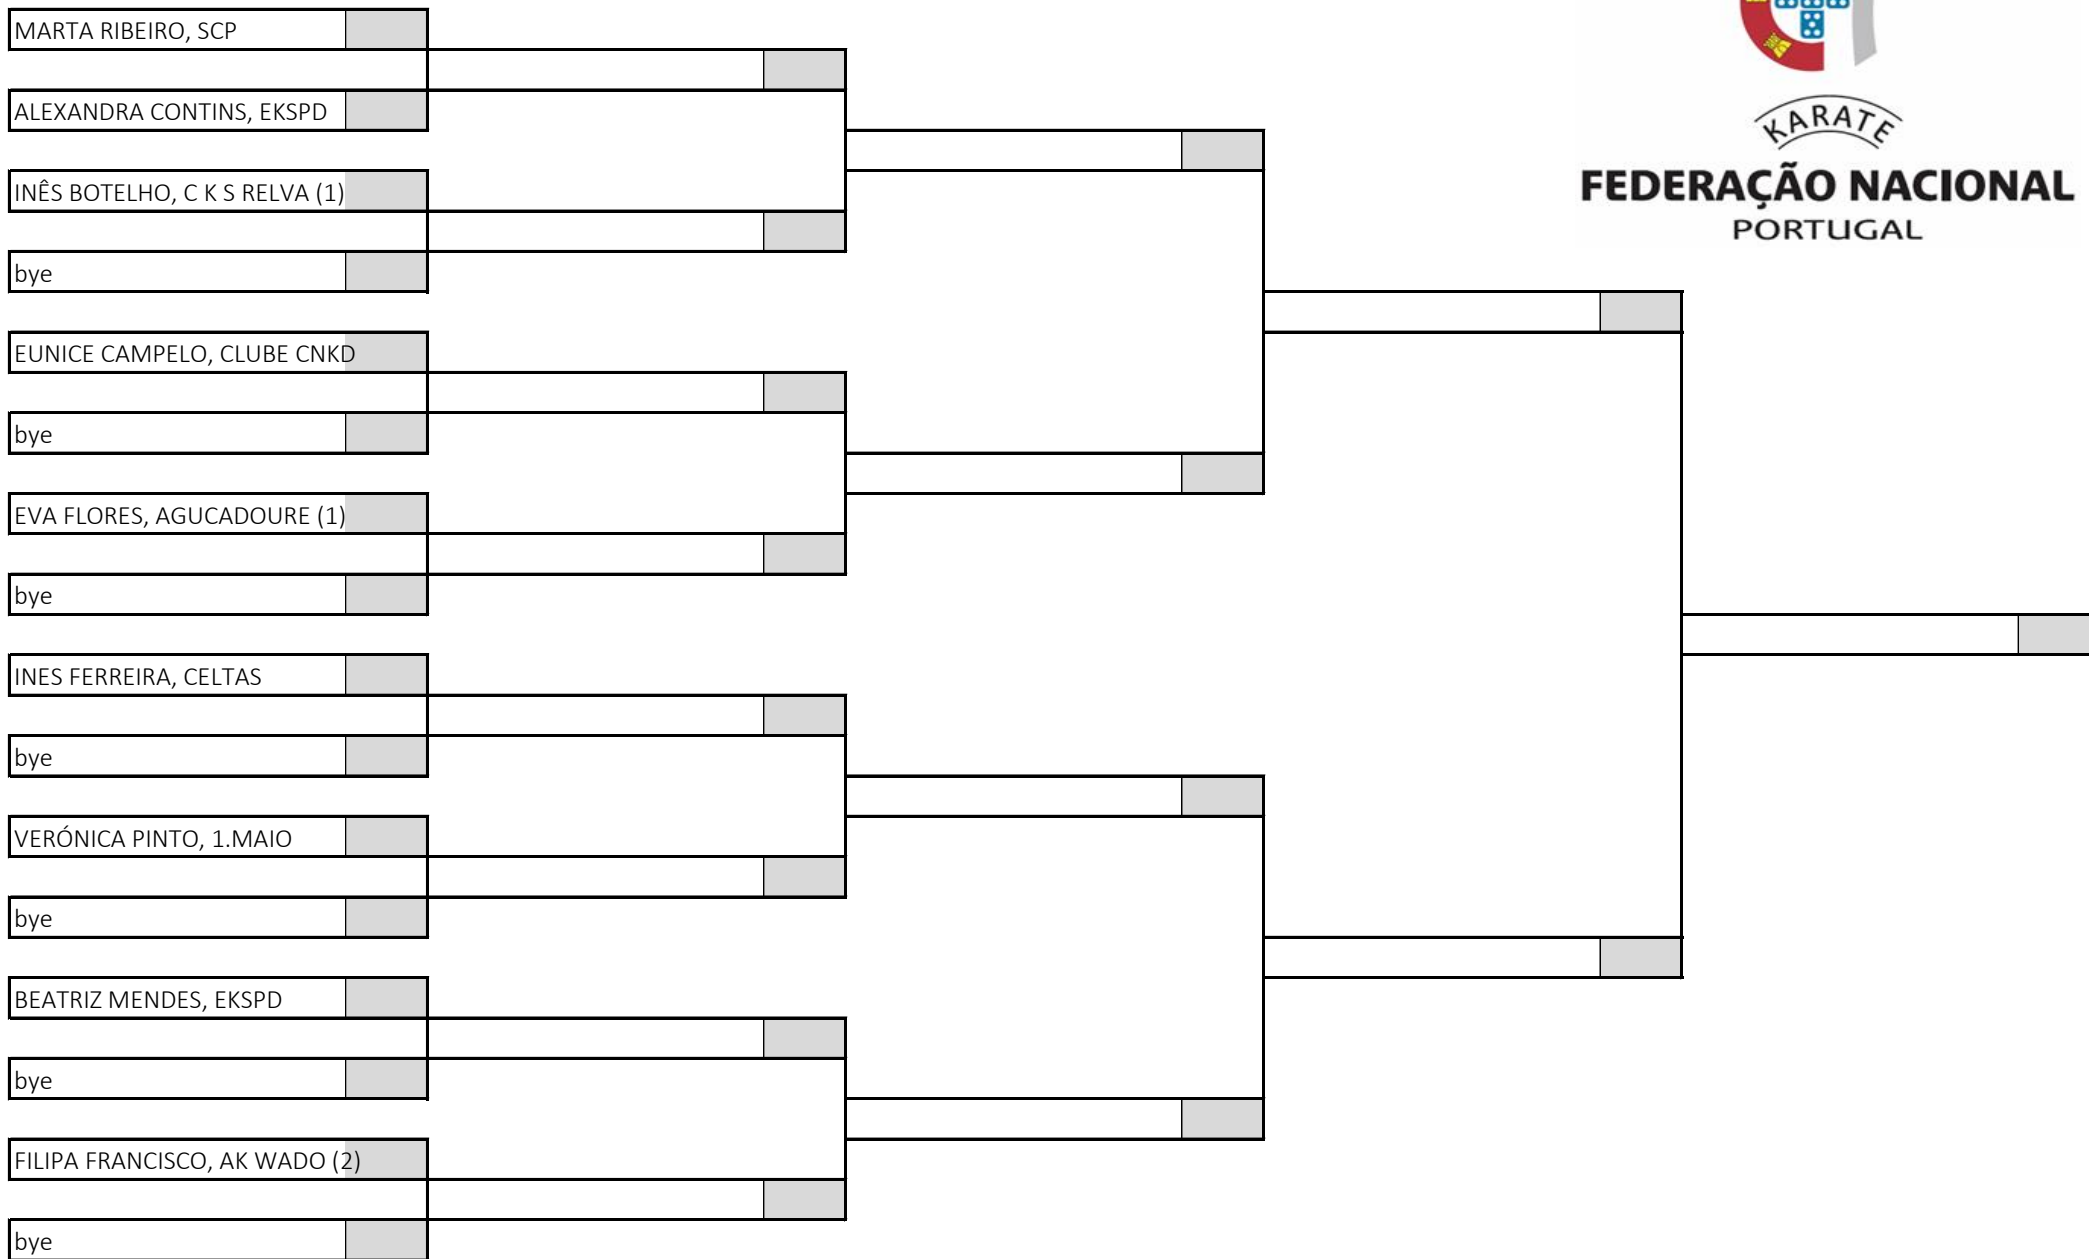 MARTA RIBEIRO, SCP
ALEXANDRA CONTINS, EKSPD
INÊS BOTELHO, C K S RELVA (1)
bye
EUNICE CAMPELO, CLUBE CNKD
bye
EVA FLORES, AGUCADOURE (1)
bye
INES FERREIRA, CELTAS
bye
VERÓNICA PINTO, 1.MAIO
bye
BEATRIZ MENDES, EKSPD
bye
FILIPA FRANCISCO, AK WADO (2)
bye
KARATE
FEDERAÇÃO NACIONAL
PORTUGAL